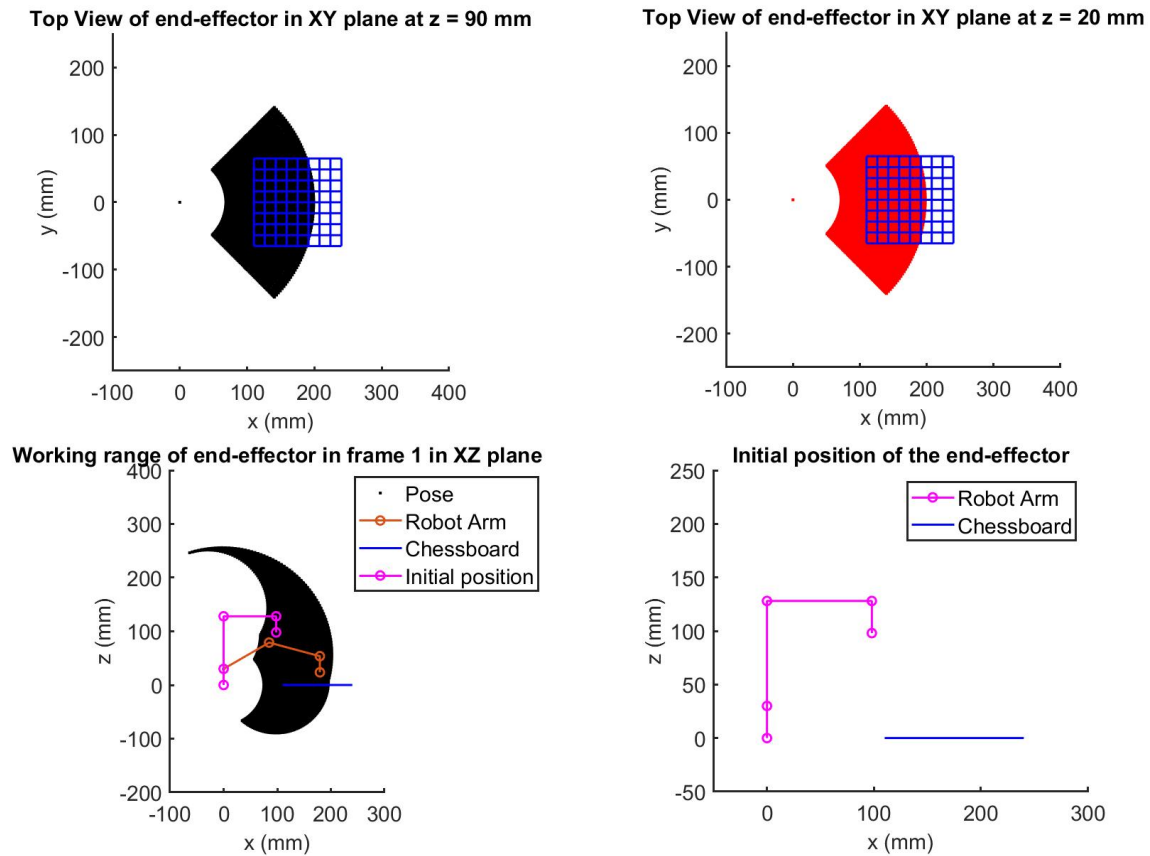 Top View of end-effector in XY plane at z = 90 mm
200
100
0
-100
-200
y (mm)
-100 0 100 200 300 400
x (mm)
Top View of end-effector in XY plane at z = 20 mm
200
100
0
-100
-200
y (mm)
-100 0 100 200 300 400
x (mm)
Working range of end-effector in frame 1 in XZ plane
400
300
200
100
0
-100
-200
z (mm)
-100 0 100 200 300
x (mm)
Pose
Robot Arm
Chessboard
Initial position
Initial position of the end-effector
250
200
150
100
50
0
-50
z (mm)
0 100 200 300
x (mm)
Robot Arm
Chessboard